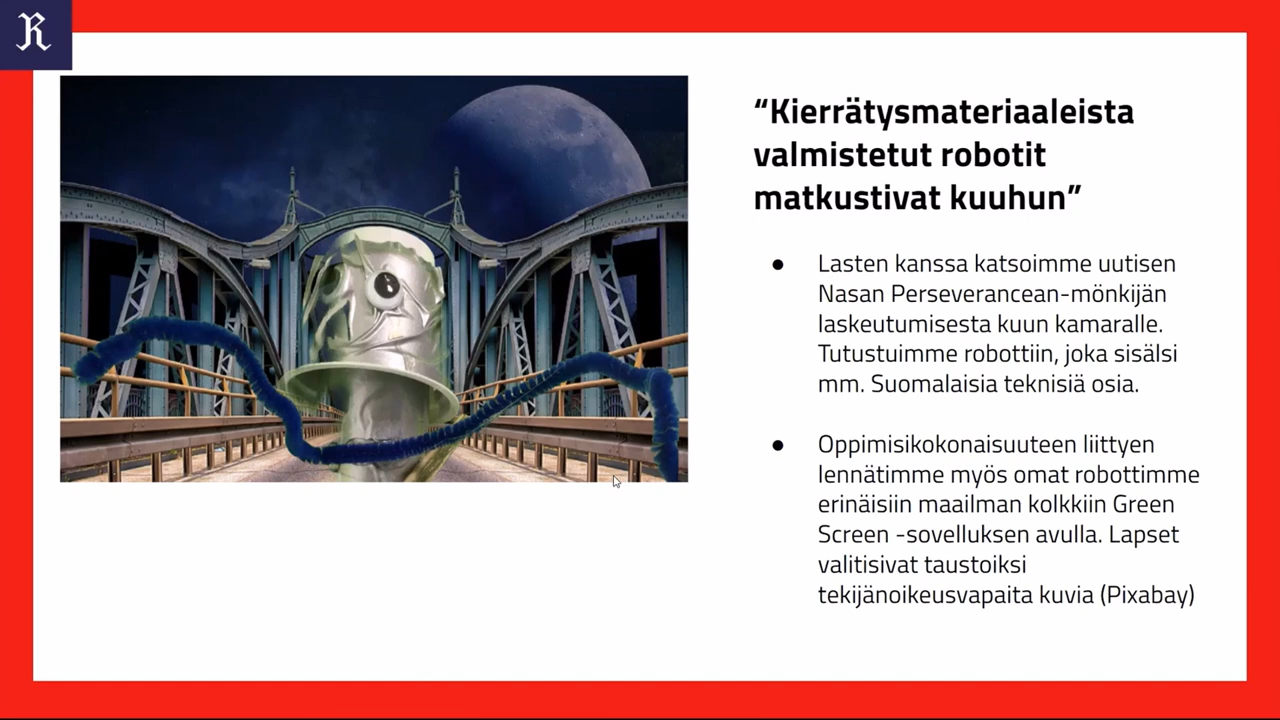 R
“Kierrätysmateriaaleista
valmistetut robotit
matkustivat kuuhun”
● Lasten kanssa katsoimme uutisen
Nasan Perseverancean-mönkijän
laskeutumisesta kuun kamaralle.
Tutustuimme robottiin, joka sisälsi
mm. Suomalaisia teknisiä osia.
● Oppimisikokonaisuuteen liittyen
lennätimme myös omat robottimme
erinäisiin maailman kolkkiin Green
Screen -sovelluksen avulla. Lapset
valitisivat taustoiksi
tekijänoikeusvapaita kuvia (Pixabay)